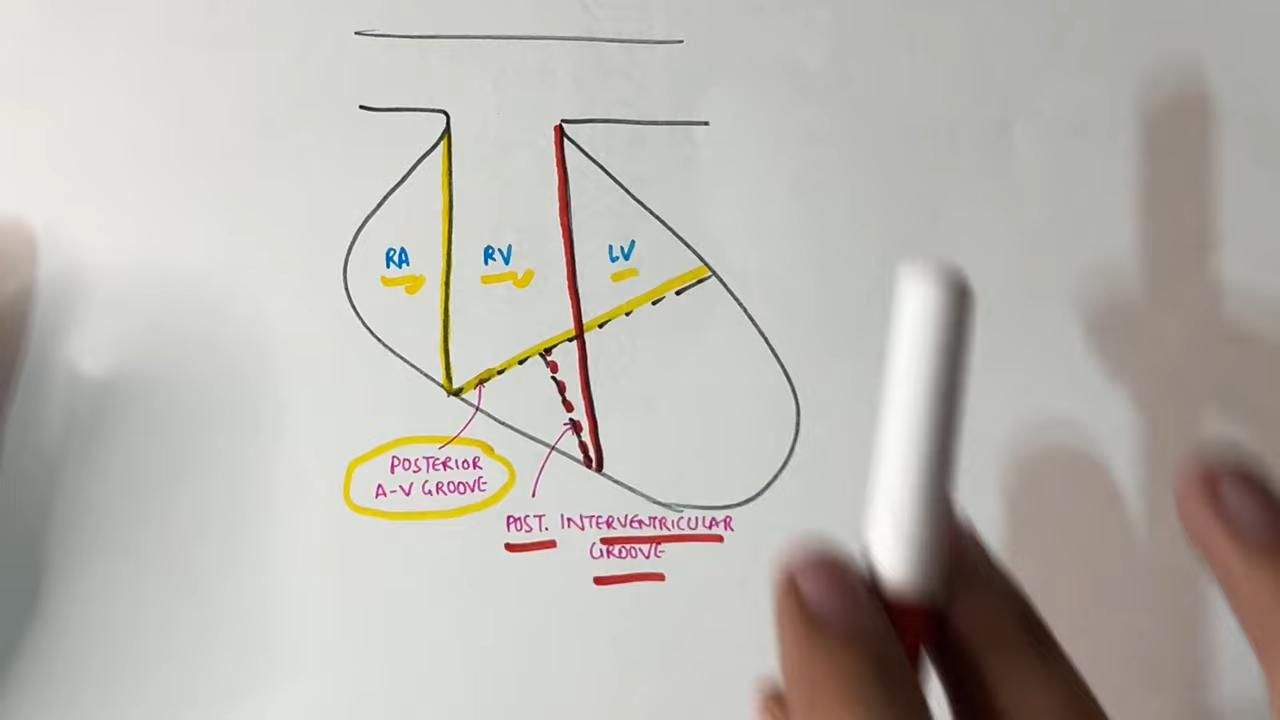 RA
RV
LV
POSTERIOR
A-V GROOVE
POST. INTERVENTRICULAR
GROOVE